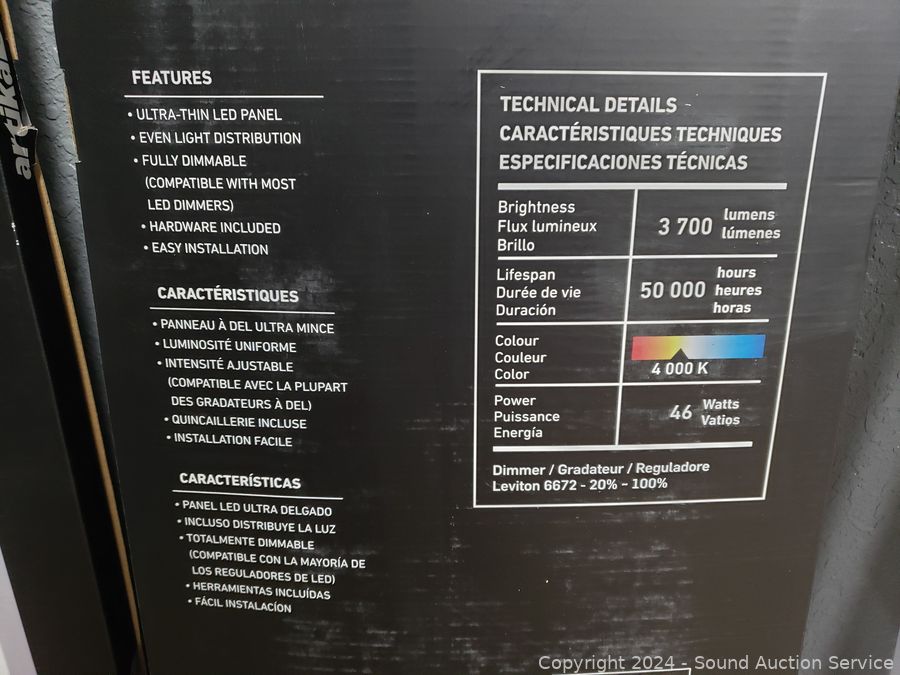 artika
FEATURES
• ULTRA-THIN LED PANEL
• EVEN LIGHT DISTRIBUTION
• FULLY DIMMABLE
(COMPATIBLE WITH MOST
LED DIMMERS)
• HARDWARE INCLUDED
• EASY INSTALLATION
CARACTÉRISTIQUES
• PANNEAU À DEL ULTRA MINCE
• LUMINOSITÉ UNIFORME
• INTENSITÉ AJUSTABLE
(COMPATIBLE AVEC LA PLUPART
DES GRADATEURS À DEL)
• QUINCAILLERIE INCLUSE
• INSTALLATION FACILE
CARACTERÍSTICAS
• PANEL LED ULTRA DELGADO
• INCLUSO DISTRIBUYE LA LUZ
• TOTALMENTE DIMMABLE
(COMPATIBLE CON LA MAYORÍA DE
LOS REGULADORES DE LED)
• HERRAMIENTAS INCLUÍDAS
• FÁCIL INSTALACÍON
TECHNICAL DETAILS
CARACTÉRISTIQUES TECHNIQUES
ESPECIFICACIONES TÉCNICAS
Brightness
Flux lumineux
Brillo
3 700 lumens
lúmenes
Lifespan
Durée de vie
Duración
50 000 hours
heures
horas
Colour
Couleur
Color
4 000 K
Power
Puissance
Energía
46 Watts
Vatios
Dimmer / Gradateur / Reguladore
Leviton 6672 - 20% - 100%
Copyright 2024 - Sound Auction Service